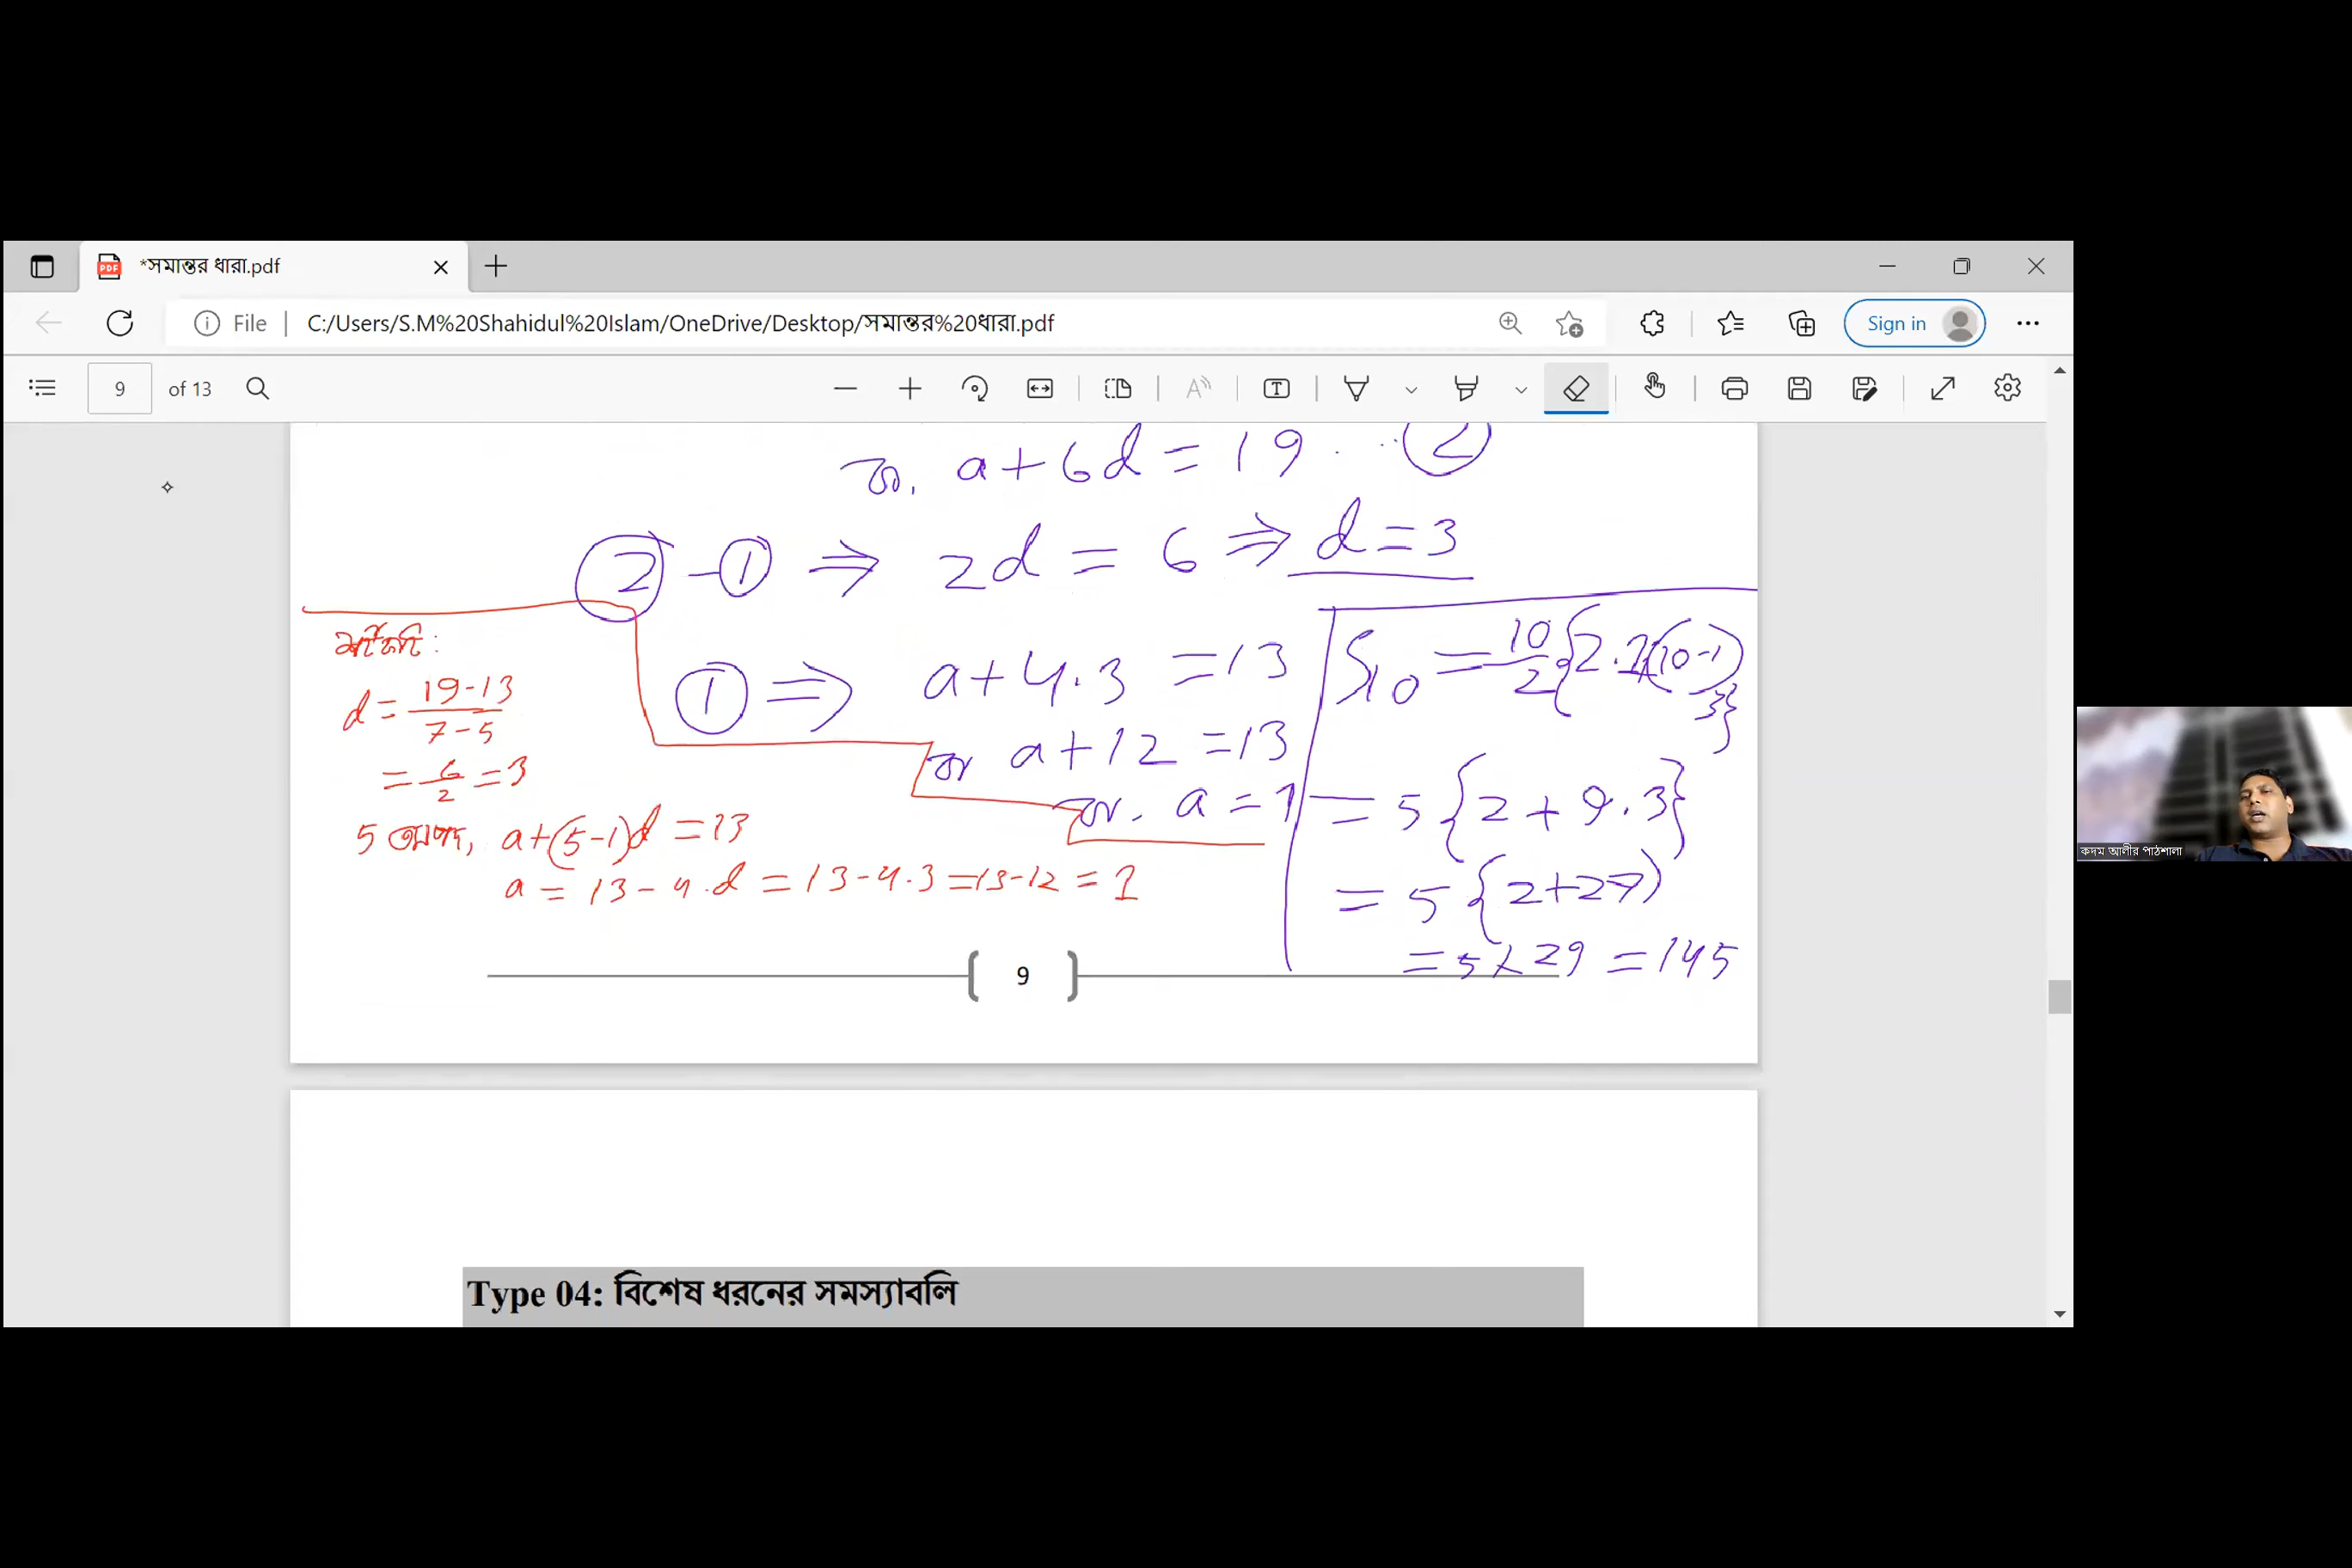 *সমান্তর ধারা.pdf
File | C:/Users/S.M%20Shahidul%20Islam/OneDrive/Desktop/সমান্তর%20ধারা.pdf
Sign in
9 of 13
বা, a+6d = 19 ... (2)
(2) - (1) ⇒ 2d = 6 ⇒ d = 3
(1) ⇒ a + 4.3 = 13
বা a + 12 = 13
বা, a = 1
শর্টকাট:
d = 19-13 / 7-5
= 6/2 = 3
5 তম পদ, a+(5-1)d = 13
a = 13 - 4.d = 13-4.3 = 13-12 = 1
S10 = 10/2 {2.1+(10-1)3}
= 5 {2 + 9.3}
= 5 {2+27)
= 5 × 29 = 145
9
Type 04: বিশেষ ধরনের সমস্যাবলি
কদম আলীর পাঠশালা